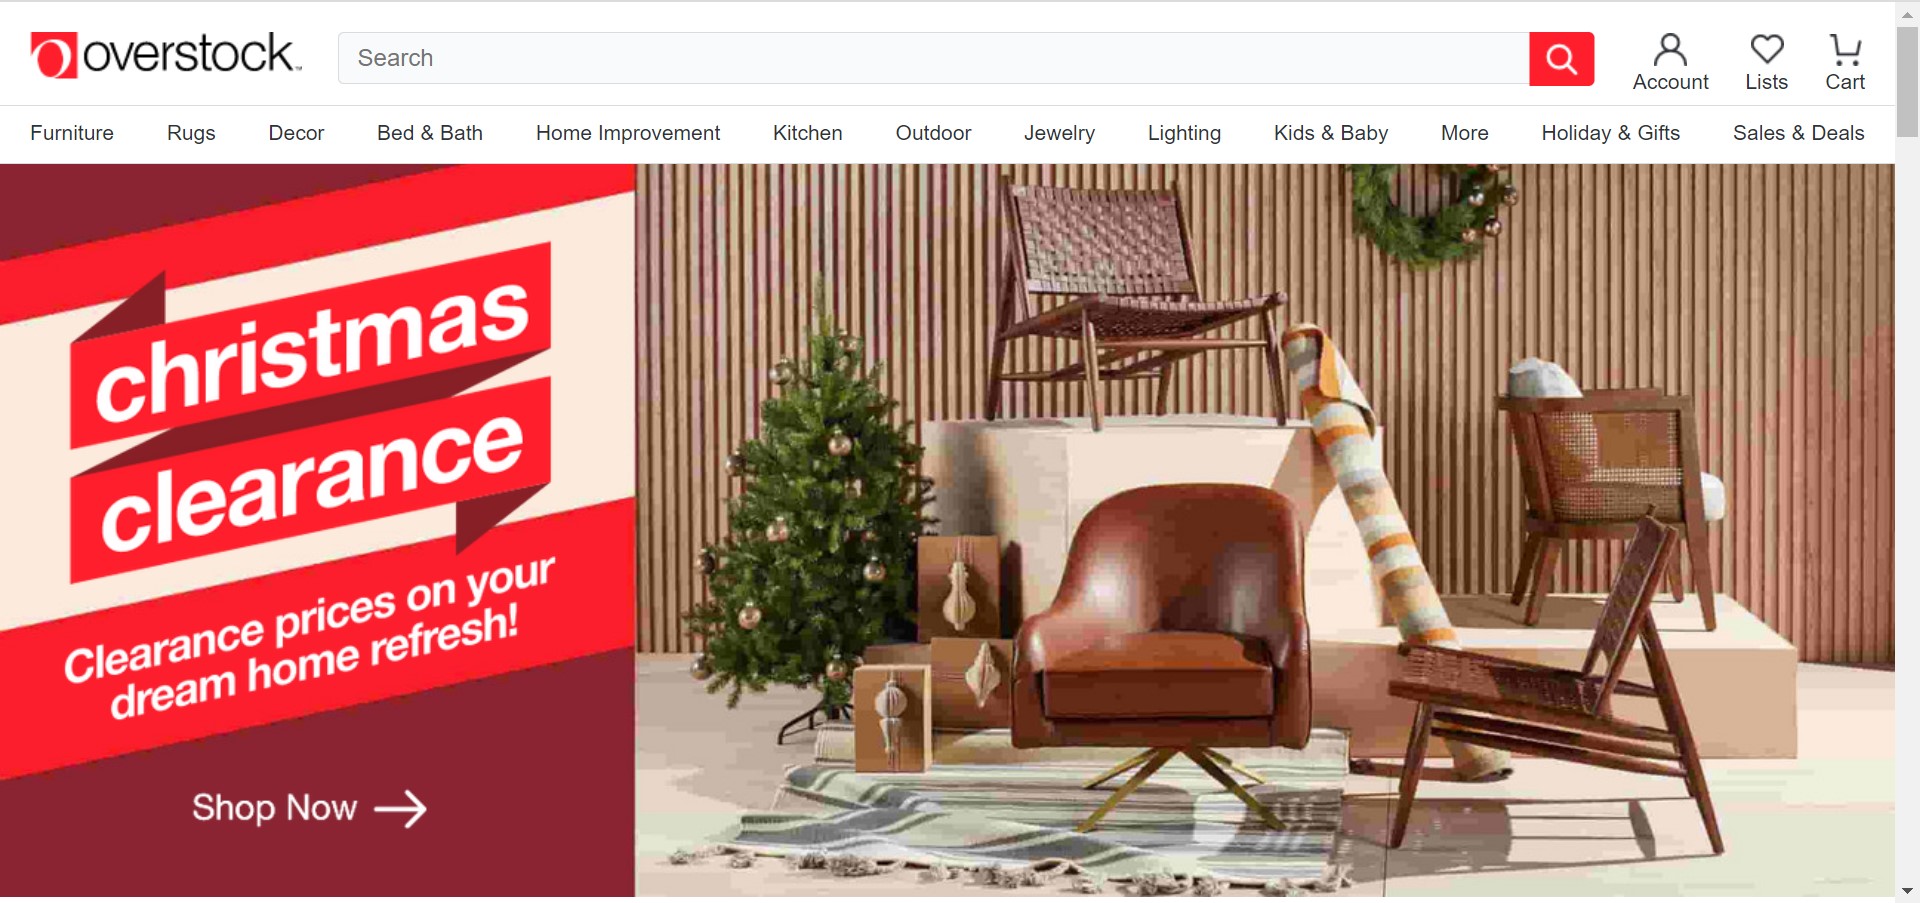 overstock™
Search
Account
Lists
Cart
Furniture
Rugs
Decor
Bed & Bath
Home Improvement
Kitchen
Outdoor
Jewelry
Lighting
Kids & Baby
More
Holiday & Gifts
Sales & Deals
christmas
clearance
Clearance prices on your
dream home refresh!
Shop Now